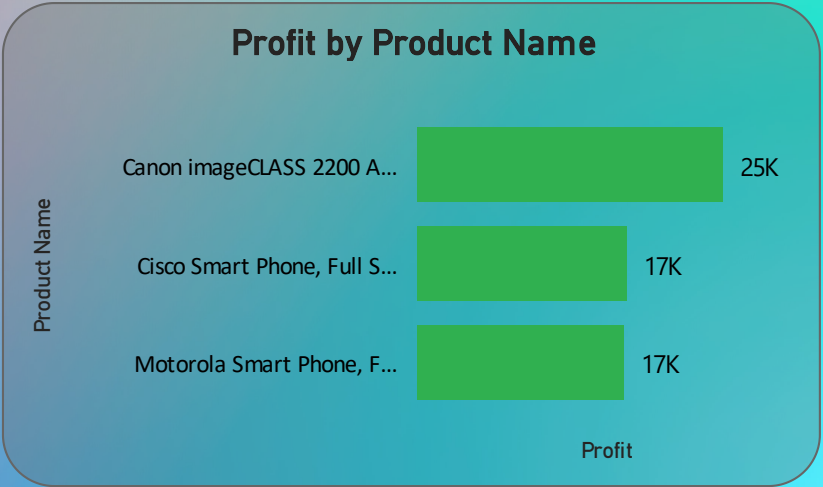 Profit by Product Name
Product Name
Canon imageCLASS 2200 A...
25K
Cisco Smart Phone, Full S...
17K
Motorola Smart Phone, F...
17K
Profit